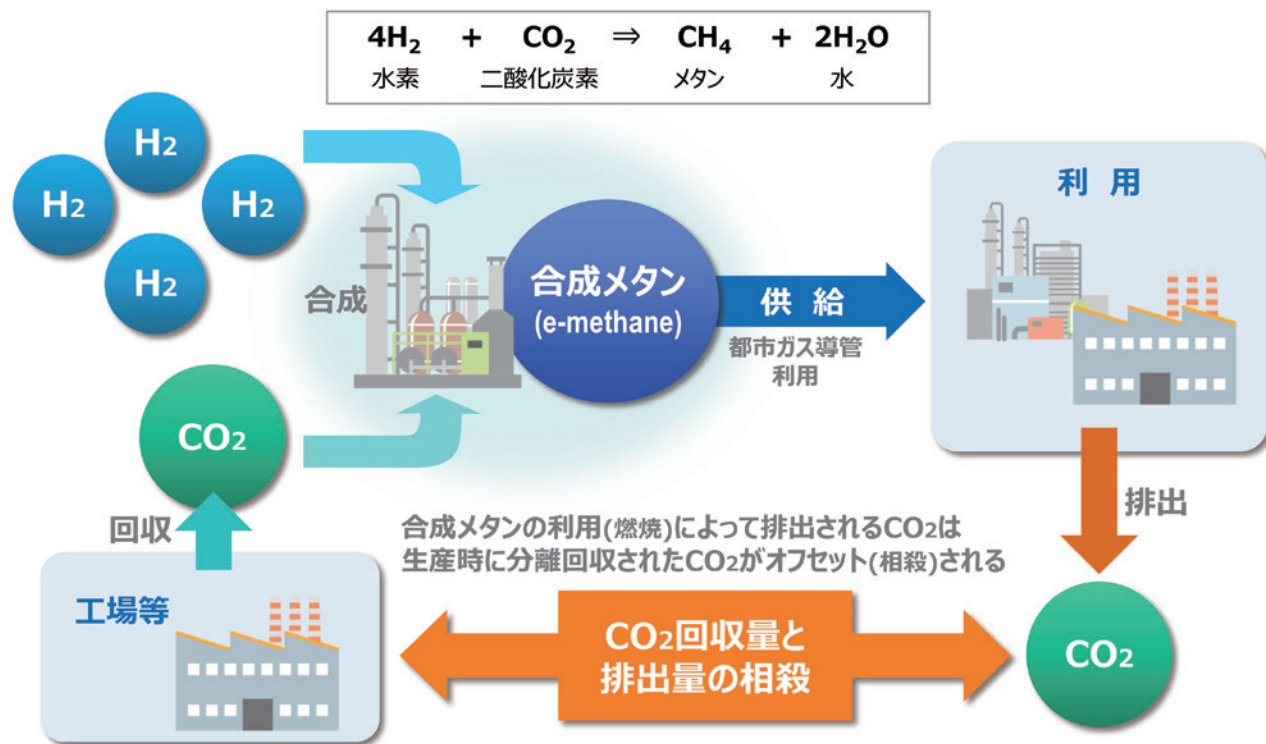 4H₂ + CO₂ ⇒ CH₄ + 2H₂O
水素 二酸化炭素 メタン 水
H₂
H₂
H₂
H₂
合成
合成メタン
(e-methane)
供給
都市ガス導管
利用
利用
CO₂
回収
排出
合成メタンの利用(燃焼)によって排出されるCO₂は
生産時に分離回収されたCO₂がオフセット(相殺)される
工場等
CO₂回収量と
排出量の相殺
CO₂